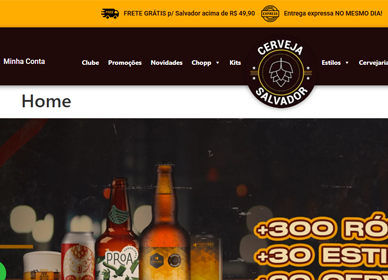 FRETE GRÁTIS p/ Salvador acima de R$ 49,90 EXPRESS Entrega expressa NO MESMO DIA!
Minha Conta Clube Promoções Novidades Chopp Kits CERVEJA SALVADOR Estilos Cervejaria
Home
PROA
+300 RÓ
+30 ESTI